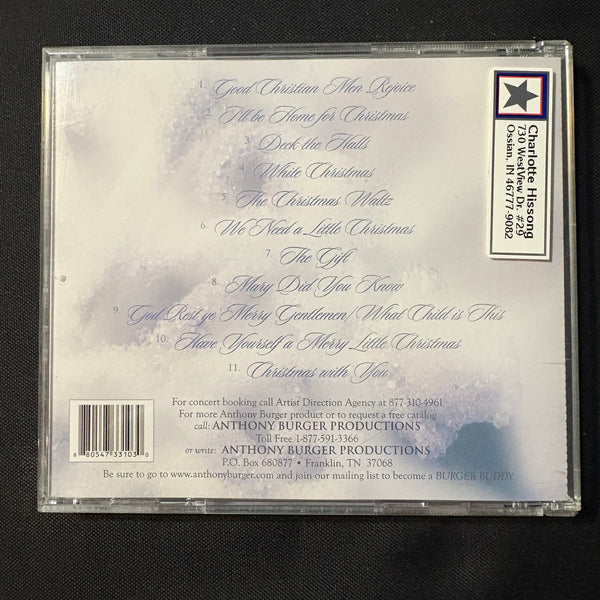 1. Good Christian Men Rejoice
2. I'll be Home for Christmas
3. Deck the Halls
4. White Christmas
5. The Christmas Waltz
6. We Need a Little Christmas
7. The Gift
8. Mary Did You Know
9. God Rest ye Merry Gentlemen/What Child is This
10. Have Yourself a Merry Little Christmas
11. Christmas with You
Charlotte Hissong
730 WestView Dr. #29
Ossian, IN 46777-9082
For concert booking call Artist Direction Agency at 877-310-4961
For more Anthony Burger product or to request a free catalog
call: ANTHONY BURGER PRODUCTIONS
Toll Free 1-877-591-3366
or write: ANTHONY BURGER PRODUCTIONS
P.O. Box 680877 • Franklin, TN 37068
Be sure to go to www.anthonyburger.com and join our mailing list to become a BURGER BUDDY.
8 80547 33103 0